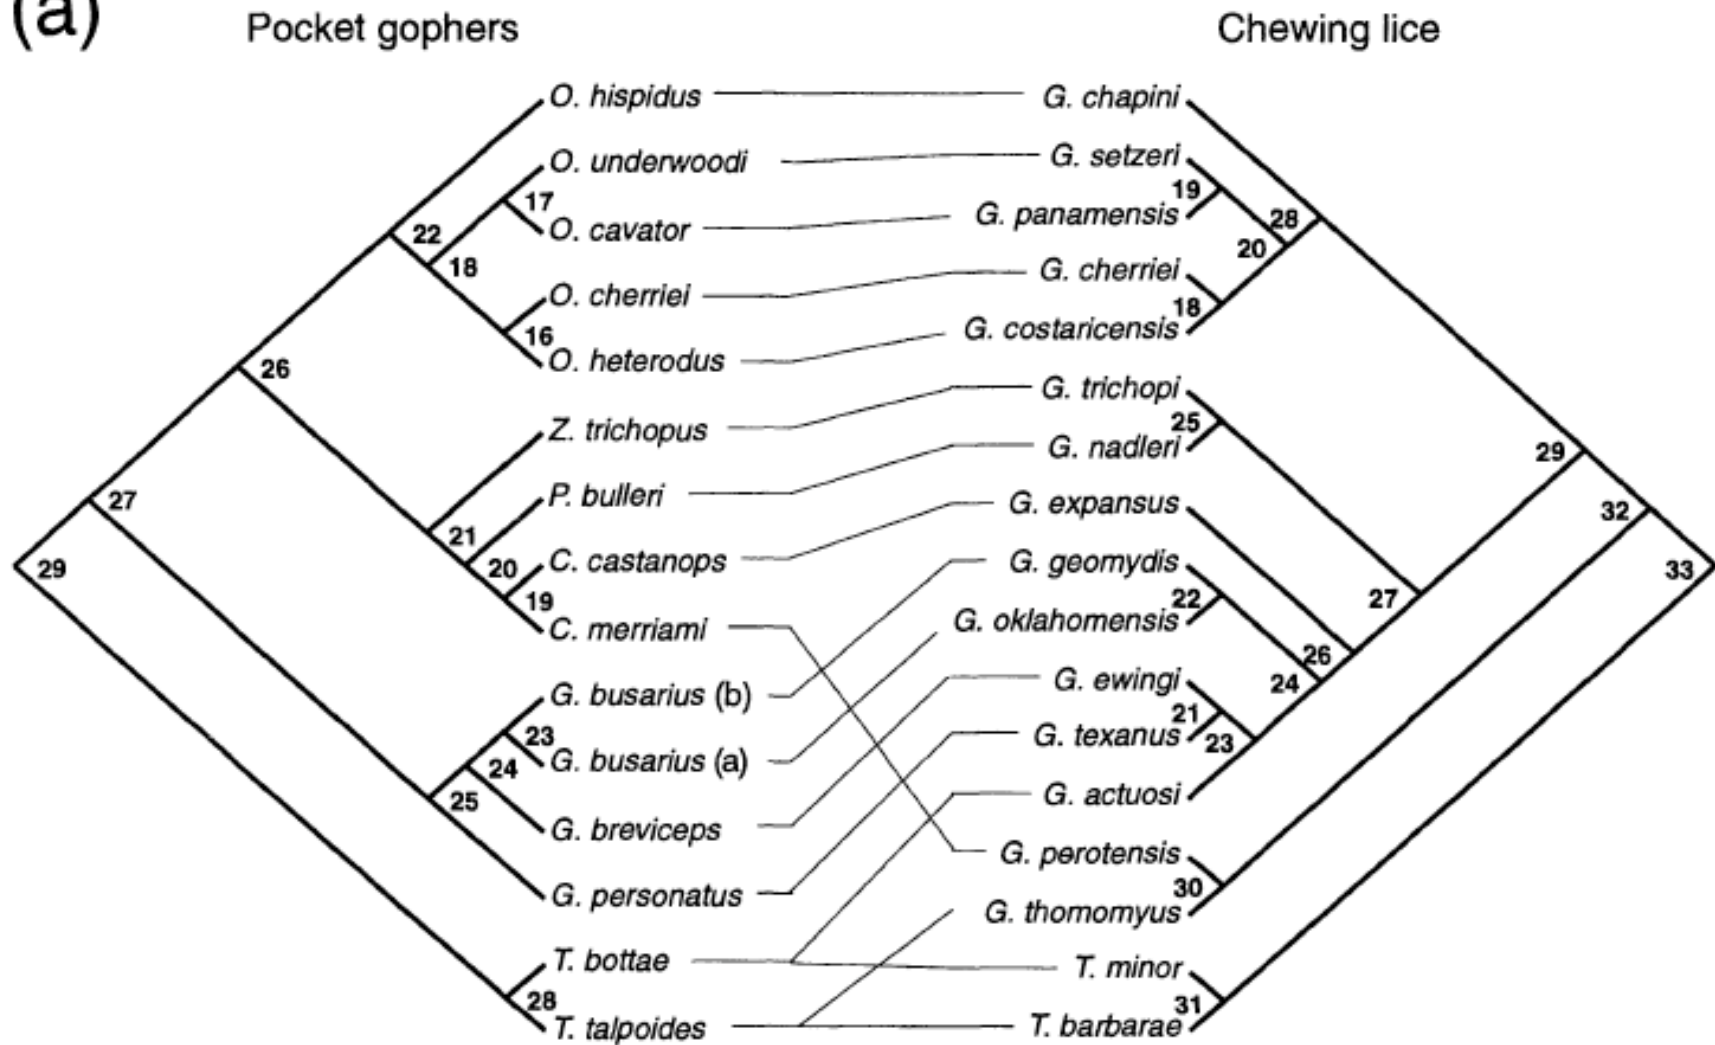 (a)
Pocket gophers
Chewing lice
O. hispidus
G. chapini
O. underwoodi
G. setzeri
17
19
O. cavator
G. panamensis
22
28
18
20
O. cherriei
G. cherriei
16
18
O. heterodus
G. costaricensis
26
G. trichopi
Z. trichopus
25
G. nadleri
29
P. bulleri
27
G. expansus
32
21
C. castanops
G. geomydis
20
29
33
19
22
27
C. merriami
G. oklahomensis
26
G. busarius (b)
G. ewingi
24
23
21
G. busarius (a)
G. texanus
23
24
25
G. actuosi
G. breviceps
G. perotensis
G. personatus
30
G. thomomyus
T. bottae
T. minor
28
31
T. talpoides
T. barbarae